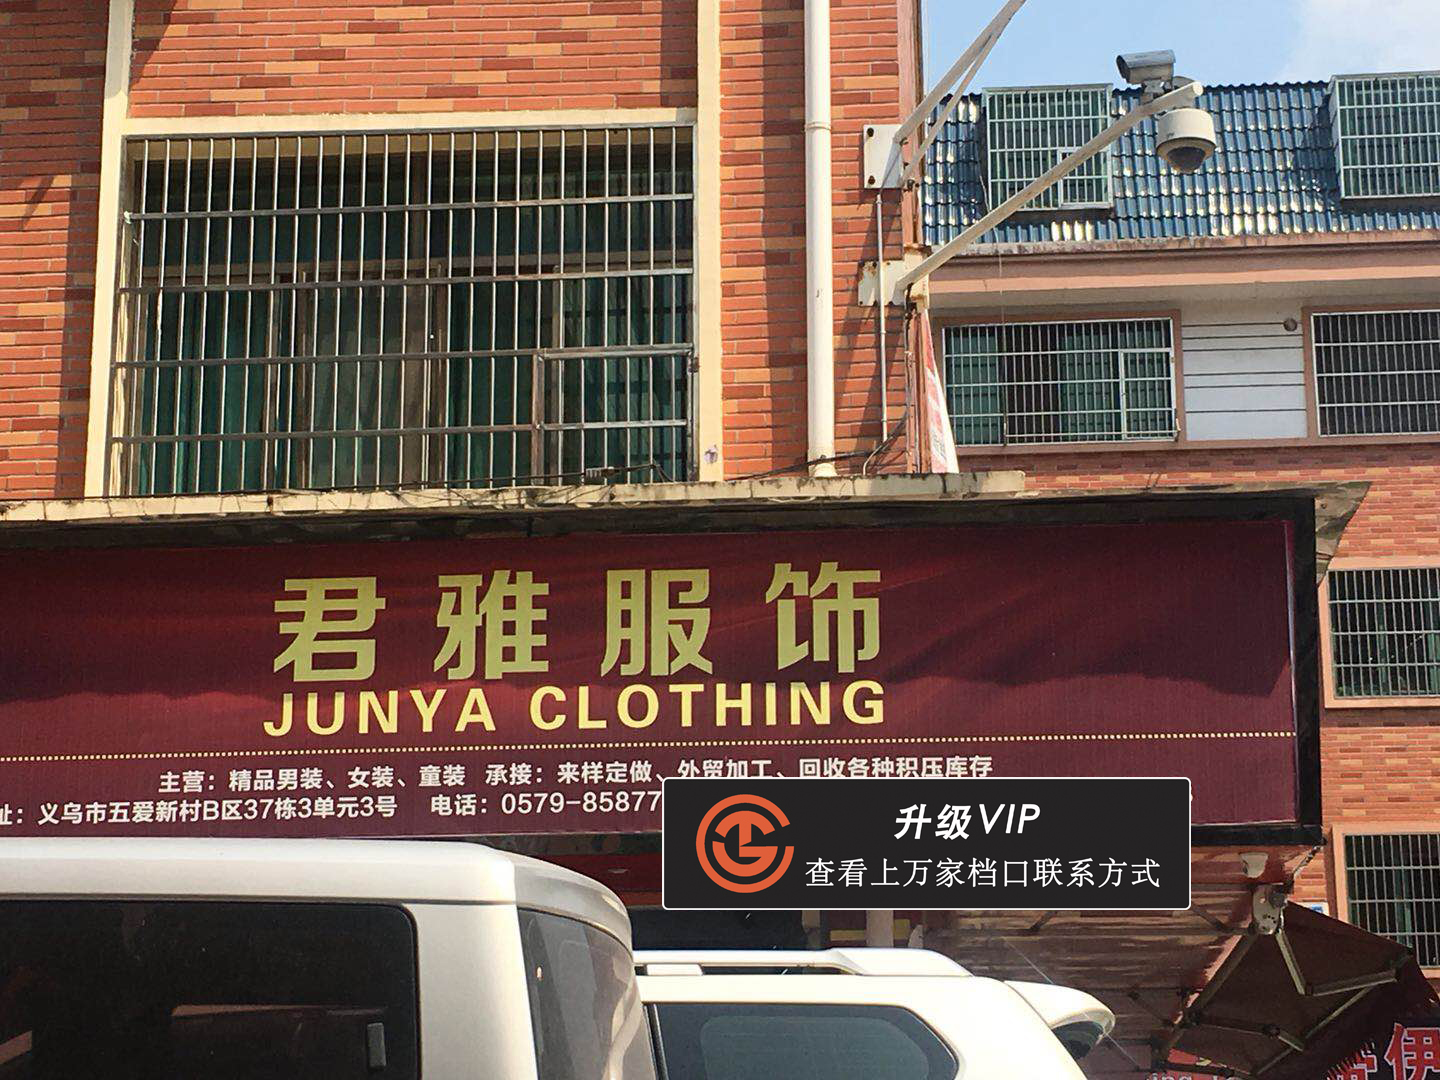 君雅服饰
JUNYA CLOTHING
主营：精品男装、女装、童装 承接：来样定做、外贸加工、回收各种积压库存
址：义乌市五爱新村B区37栋3单元3号 电话：0579-85877
升级VIP
查看上万家档口联系方式
伊